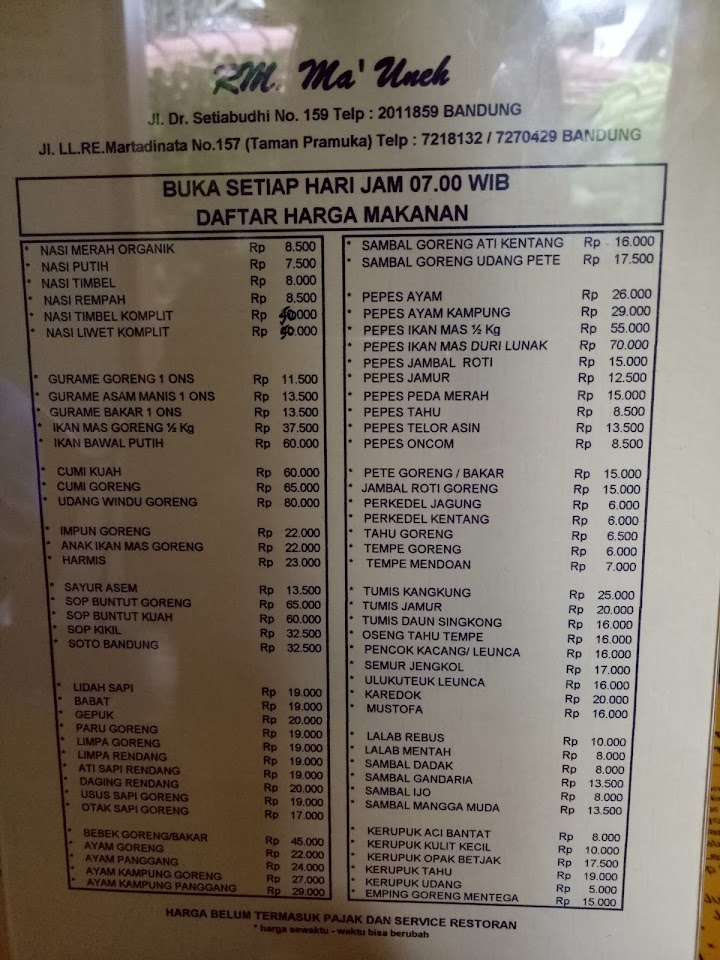 RM. Ma' Uneh
Jl. Dr. Setiabudhi No. 159 Telp : 2011859 BANDUNG
Jl. LL.RE.Martadinata No.157 (Taman Pramuka) Telp : 7218132 / 7270429 BANDUNG
BUKA SETIAP HARI JAM 07.00 WIB
DAFTAR HARGA MAKANAN
* NASI MERAH ORGANIK Rp 8.500
* NASI PUTIH Rp 7.500
* NASI TIMBEL Rp 8.000
* NASI REMPAH Rp 8.500
* NASI TIMBEL KOMPLIT Rp 000
* NASI LIWET KOMPLIT Rp .000
* GURAME GORENG 1 ONS Rp 11.500
* GURAME ASAM MANIS 1 ONS Rp 13.500
* GURAME BAKAR 1 ONS Rp 13.500
* IKAN MAS GORENG ½ Kg Rp 37.500
* IKAN BAWAL PUTIH Rp 60.000
* CUMI KUAH Rp 60.000
* CUMI GORENG Rp 65.000
* UDANG WINDU GORENG Rp 80.000
* IMPUN GORENG Rp 22.000
* ANAK IKAN MAS GORENG Rp 22.000
* HARMIS Rp 23.000
* SAYUR ASEM Rp 13.500
* SOP BUNTUT GORENG Rp 65.000
* SOP BUNTUT KUAH Rp 60.000
* SOP KIKIL Rp 32.500
* SOTO BANDUNG Rp 32.500
* LIDAH SAPI Rp 19.000
* BABAT Rp 19.000
* GEPUK Rp 20.000
* PARU GORENG Rp 19.000
* LIMPA GORENG Rp 19.000
* LIMPA RENDANG Rp 19.000
* ATI SAPI RENDANG Rp 19.000
* DAGING RENDANG Rp 20.000
* USUS SAPI GORENG Rp 19.000
* OTAK SAPI GORENG Rp 17.000
* BEBEK GORENG/BAKAR Rp 45.000
* AYAM GORENG Rp 22.000
* AYAM PANGGANG Rp 24.000
* AYAM KAMPUNG GORENG Rp 27.000
* AYAM KAMPUNG PANGGANG Rp 29.000
* SAMBAL GORENG ATI KENTANG Rp 16.000
* SAMBAL GORENG UDANG PETE Rp 17.500
* PEPES AYAM Rp 26.000
* PEPES AYAM KAMPUNG Rp 29.000
* PEPES IKAN MAS ½ Kg Rp 55.000
* PEPES IKAN MAS DURI LUNAK Rp 70.000
* PEPES JAMBAL ROTI Rp 15.000
* PEPES JAMUR Rp 12.500
* PEPES PEDA MERAH Rp 15.000
* PEPES TAHU Rp 8.500
* PEPES TELOR ASIN Rp 13.500
* PEPES ONCOM Rp 8.500
* PETE GORENG / BAKAR Rp 15.000
* JAMBAL ROTI GORENG Rp 15.000
* PERKEDEL JAGUNG Rp 6.000
* PERKEDEL KENTANG Rp 6.000
* TAHU GORENG Rp 6.500
* TEMPE GORENG Rp 6.000
* TEMPE MENDOAN Rp 7.000
* TUMIS KANGKUNG Rp 25.000
* TUMIS JAMUR Rp 20.000
* TUMIS DAUN SINGKONG Rp 16.000
* OSENG TAHU TEMPE Rp 16.000
* PENCOK KACANG/ LEUNCA Rp 16.000
* SEMUR JENGKOL Rp 17.000
* ULUKUTEUK LEUNCA Rp 16.000
* KAREDOK Rp 20.000
* MUSTOFA Rp 16.000
* LALAB REBUS Rp 10.000
* LALAB MENTAH Rp 8.000
* SAMBAL DADAK Rp 8.000
* SAMBAL GANDARIA Rp 13.500
* SAMBAL IJO Rp 8.000
* SAMBAL MANGGA MUDA Rp 13.500
* KERUPUK ACI BANTAT Rp 8.000
* KERUPUK KULIT KECIL Rp 10.000
* KERUPUK OPAK BETJAK Rp 17.500
* KERUPUK TAHU Rp 19.000
* KERUPUK UDANG Rp 5.000
* EMPING GORENG MENTEGA Rp 15.000
HARGA BELUM TERMASUK PAJAK DAN SERVICE RESTORAN
* harga sewaktu - waktu bisa berubah